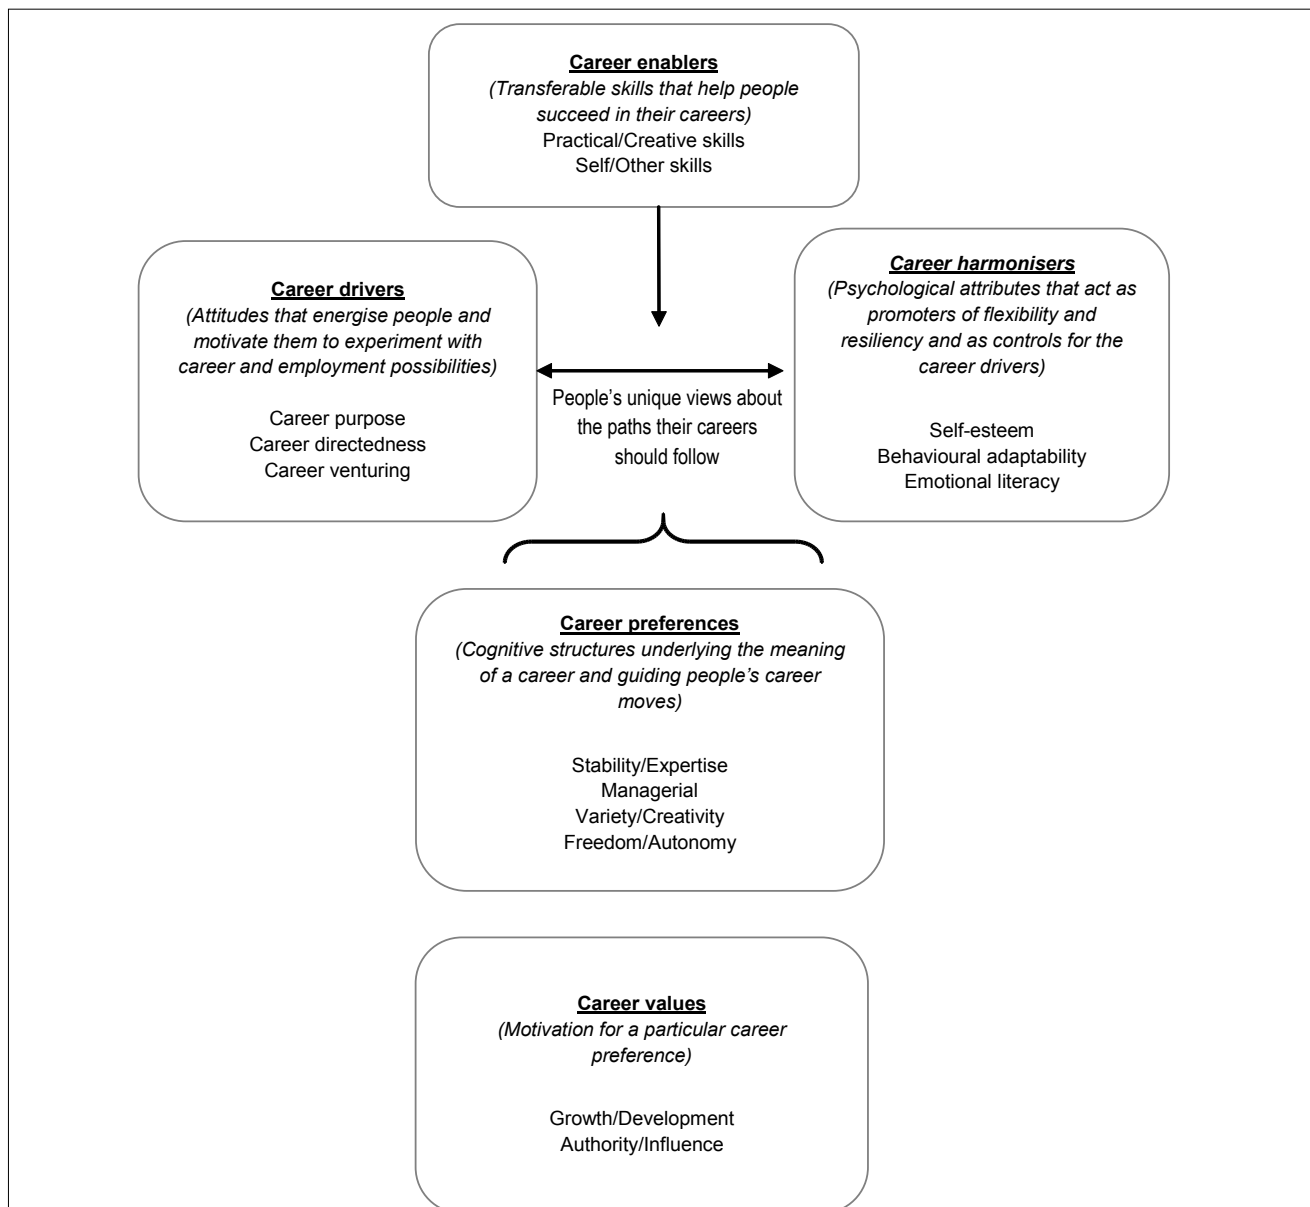 Career enablers
(Transferable skills that help people
succeed in their careers)
Practical/Creative skills
Self/Other skills
Career drivers
(Attitudes that energise people and
motivate them to experiment with
career and employment possibilities)
Career purpose
Career directedness
Career venturing
People's unique views about
the paths their careers
should follow
Career harmonisers
(Psychological attributes that act as
promoters of flexibility and
resiliency and as controls for the
career drivers)
Self-esteem
Behavioural adaptability
Emotional literacy
Career preferences
(Cognitive structures underlying the meaning
of a career and guiding people's career
moves)
Stability/Expertise
Managerial
Variety/Creativity
Freedom/Autonomy
Career values
(Motivation for a particular career
preference)
Growth/Development
Authority/Influence